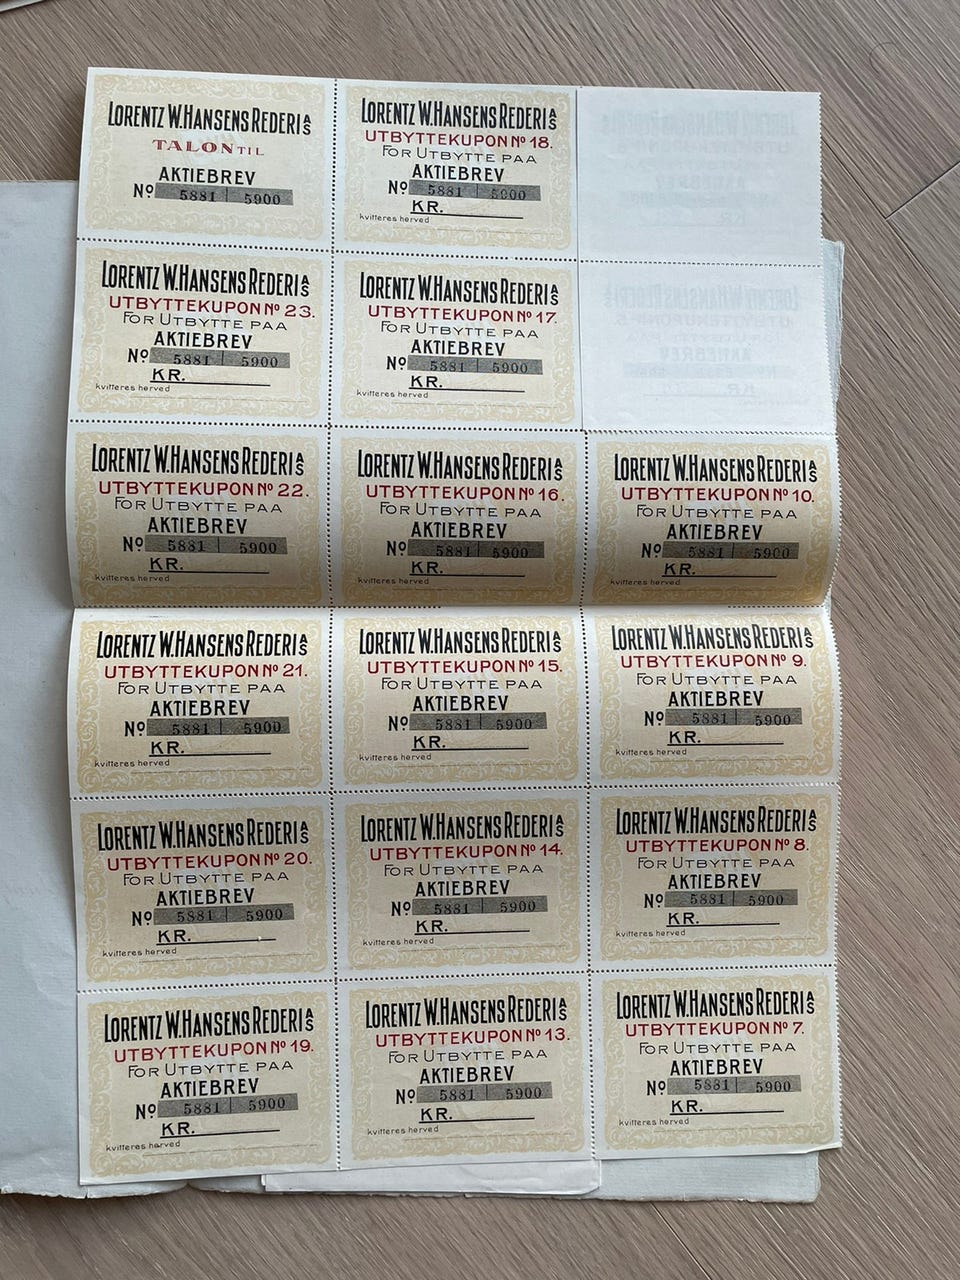 LORENTZ W. HANSENS REDERI A/S
TALON TIL
AKTIEBREV
Nº 5881 5900
LORENTZ W. HANSENS REDERI A/S
UTBYTTEKUPON Nº 18.
FOR UTBYTTE PAA
AKTIEBREV
Nº 5881 5900
KR.
kvitteres herved
LORENTZ W. HANSENS REDERI A/S
UTBYTTEKUPON Nº 23.
FOR UTBYTTE PAA
AKTIEBREV
Nº 5881 5900
KR.
kvitteres herved
LORENTZ W. HANSENS REDERI A/S
UTBYTTEKUPON Nº 17.
FOR UTBYTTE PAA
AKTIEBREV
Nº 5881 5900
KR.
kvitteres herved
LORENTZ W. HANSENS REDERI A/S
UTBYTTEKUPON Nº 22.
FOR UTBYTTE PAA
AKTIEBREV
Nº 5881 5900
KR.
kvitteres herved
LORENTZ W. HANSENS REDERI A/S
UTBYTTEKUPON Nº 16.
FOR UTBYTTE PAA
AKTIEBREV
Nº 5881 5900
KR.
kvitteres herved
LORENTZ W. HANSENS REDERI A/S
UTBYTTEKUPON Nº 10.
FOR UTBYTTE PAA
AKTIEBREV
Nº 5881 5900
KR.
kvitteres herved
LORENTZ W. HANSENS REDERI A/S
UTBYTTEKUPON Nº 21.
FOR UTBYTTE PAA
AKTIEBREV
Nº 5881 5900
KR.
kvitteres herved
LORENTZ W. HANSENS REDERI A/S
UTBYTTEKUPON Nº 15.
FOR UTBYTTE PAA
AKTIEBREV
Nº 5881 5900
KR.
kvitteres herved
LORENTZ W. HANSENS REDERI A/S
UTBYTTEKUPON Nº 9.
FOR UTBYTTE PAA
AKTIEBREV
Nº 5881 5900
KR.
kvitteres herved
LORENTZ W. HANSENS REDERI A/S
UTBYTTEKUPON Nº 20.
FOR UTBYTTE PAA
AKTIEBREV
Nº 5881 5900
KR.
kvitteres herved
LORENTZ W. HANSENS REDERI A/S
UTBYTTEKUPON Nº 14.
FOR UTBYTTE PAA
AKTIEBREV
Nº 5881 5900
KR.
kvitteres herved
LORENTZ W. HANSENS REDERI A/S
UTBYTTEKUPON Nº 8.
FOR UTBYTTE PAA
AKTIEBREV
Nº 5881 5900
KR.
kvitteres herved
LORENTZ W. HANSENS REDERI A/S
UTBYTTEKUPON Nº 19.
FOR UTBYTTE PAA
AKTIEBREV
Nº 5881 5900
KR.
kvitteres herved
LORENTZ W. HANSENS REDERI A/S
UTBYTTEKUPON Nº 13.
FOR UTBYTTE PAA
AKTIEBREV
Nº 5881 5900
KR.
kvitteres herved
LORENTZ W. HANSENS REDERI A/S
UTBYTTEKUPON Nº 7.
FOR UTBYTTE PAA
AKTIEBREV
Nº 5881 5900
KR.
kvitteres herved